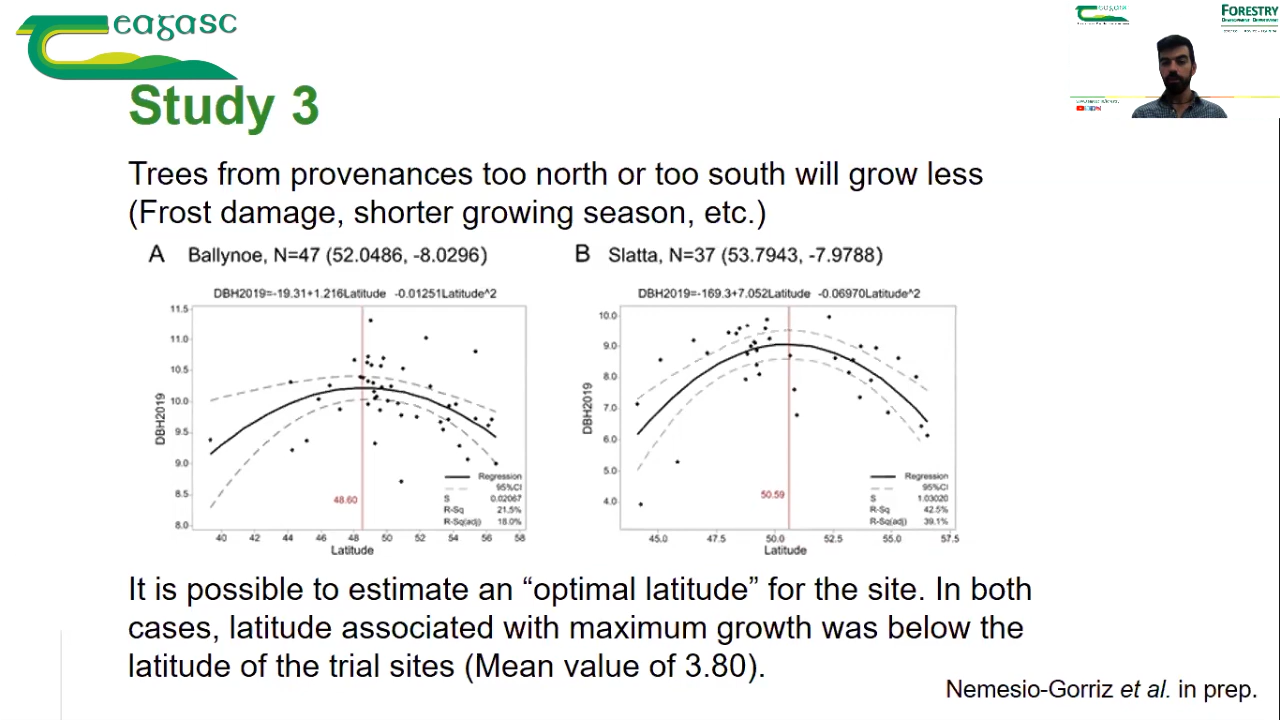 eagasc
Study 3
Trees from provenances too north or too south will grow less
(Frost damage, shorter growing season, etc.)
A Ballynoe, N=47 (52.0486, -8.0296)
DBH2019=-19.31+1.216Latitude -0.01251Latitude^2
11.5
11.0
10.5
10.0
9.5
9.0
8.5
8.0
DBH2019
48.60
Regression
95%CI
S 0.02067
R-Sq 21.5%
R-Sq(adj) 18.0%
40 42 44 46 48 50 52 54 56 58
Latitude
B Slatta, N=37 (53.7943, -7.9788)
DBH2019=-169.3+7.052Latitude -0.06970Latitude^2
10.0
9.0
8.0
7.0
6.0
5.0
4.0
DBH2019
50.59
Regression
95%CI
S 1.03020
R-Sq 42.5%
R-Sq(adj) 39.1%
45.0 47.5 50.0 52.5 55.0 57.5
Latitude
It is possible to estimate an “optimal latitude” for the site. In both
cases, latitude associated with maximum growth was below the
latitude of the trial sites (Mean value of 3.80).
Nemesio-Gorriz et al. in prep.
eagasc
FORESTRY